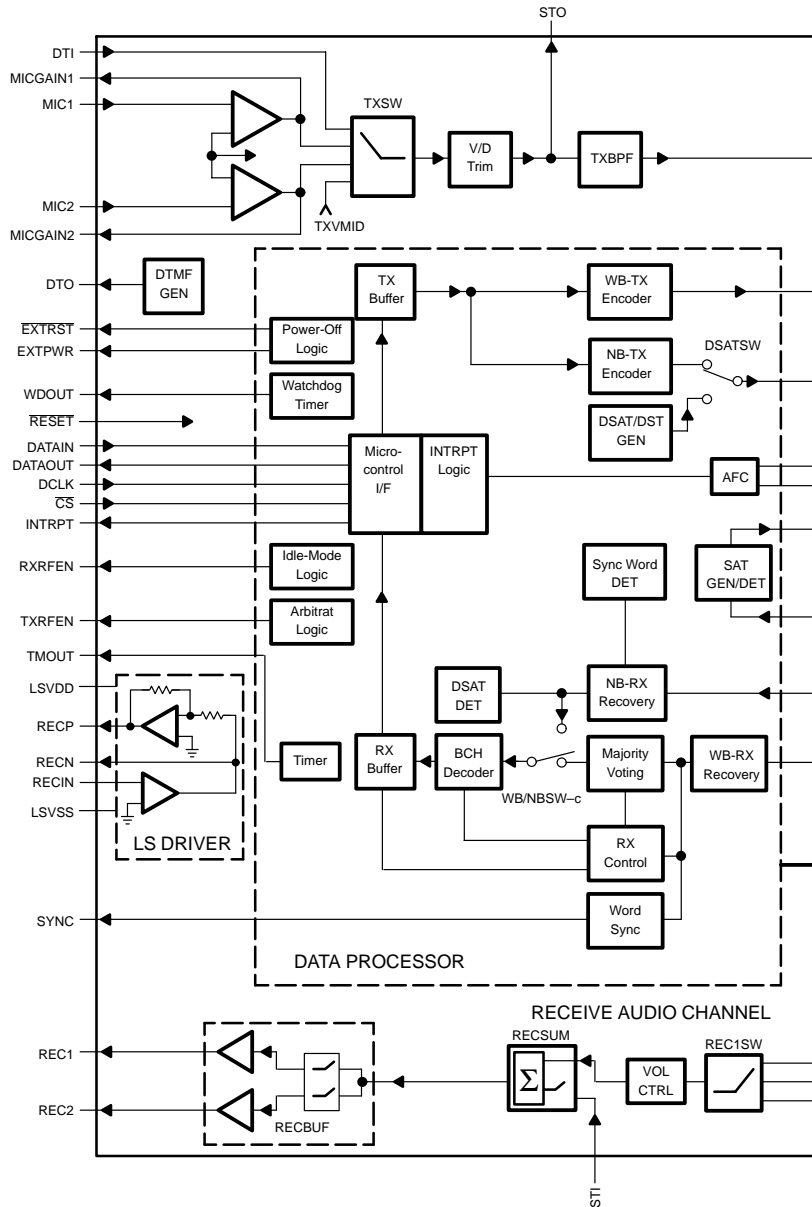 STO
DTI
MICGAIN1
MIC1
TXSW
V/D
Trim
TXBPF
MIC2
TXVMID
MICGAIN2
DTMF
GEN
DTO
TX
Buffer
WB-TX
Encoder
EXTRST
EXTPWR
Power-Off
Logic
NB-TX
Encoder
DSATSW
WDOUT
Watchdog
Timer
DSAT/DST
GEN
RESET
DATAIN
DATAOUT
DCLK
CS
INTRPT
Micro-
control
I/F
INTRPT
Logic
AFC
RXRFEN
Idle-Mode
Logic
Sync Word
DET
SAT
GEN/DET
TXRFEN
Arbitrat
Logic
TMOUT
LSVDD
RECP
RECN
RECIN
LSVSS
LS DRIVER
DSAT
DET
NB-RX
Recovery
Timer
RX
Buffer
BCH
Decoder
WB/NBSW–c
Majority
Voting
WB-RX
Recovery
RX
Control
SYNC
Word
Sync
DATA PROCESSOR
RECEIVE AUDIO CHANNEL
REC1
REC2
RECBUF
RECSUM
Σ
VOL
CTRL
REC1SW
STI